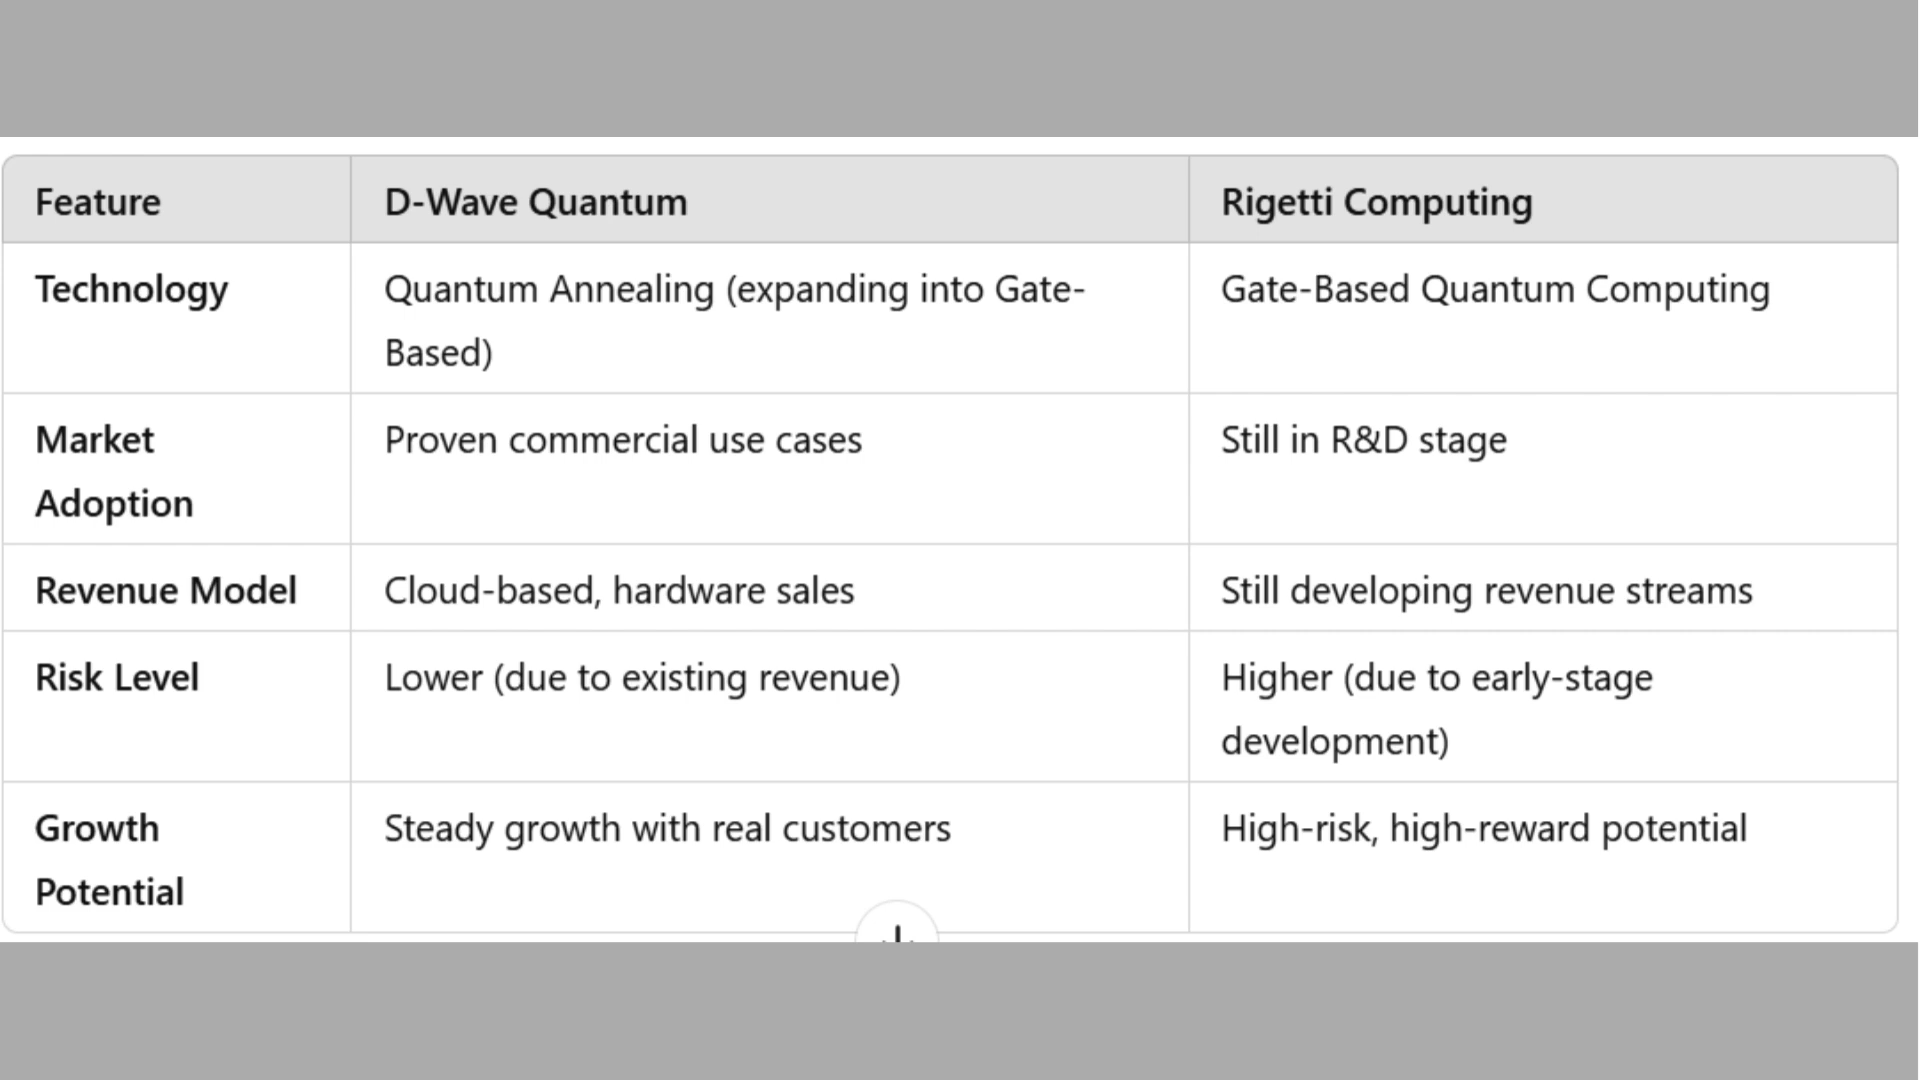 Feature D-Wave Quantum Rigetti Computing
Technology Quantum Annealing (expanding into Gate- Gate-Based Quantum Computing
Based)
Market Proven commercial use cases Still in R&D stage
Adoption
Revenue Model Cloud-based, hardware sales Still developing revenue streams
Risk Level Lower (due to existing revenue) Higher (due to early-stage
development)
Growth Steady growth with real customers High-risk, high-reward potential
Potential